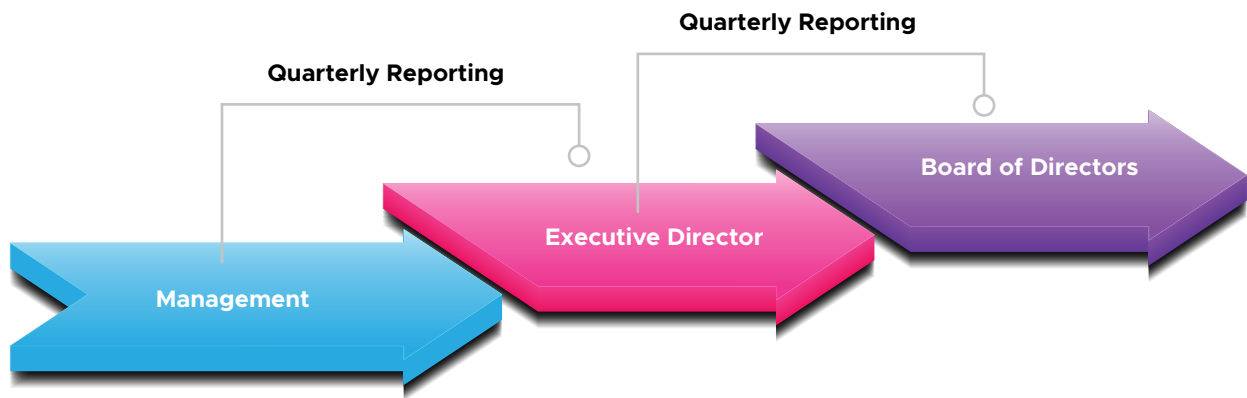 Quarterly Reporting
Quarterly Reporting
Board of Directors
Executive Director
Management